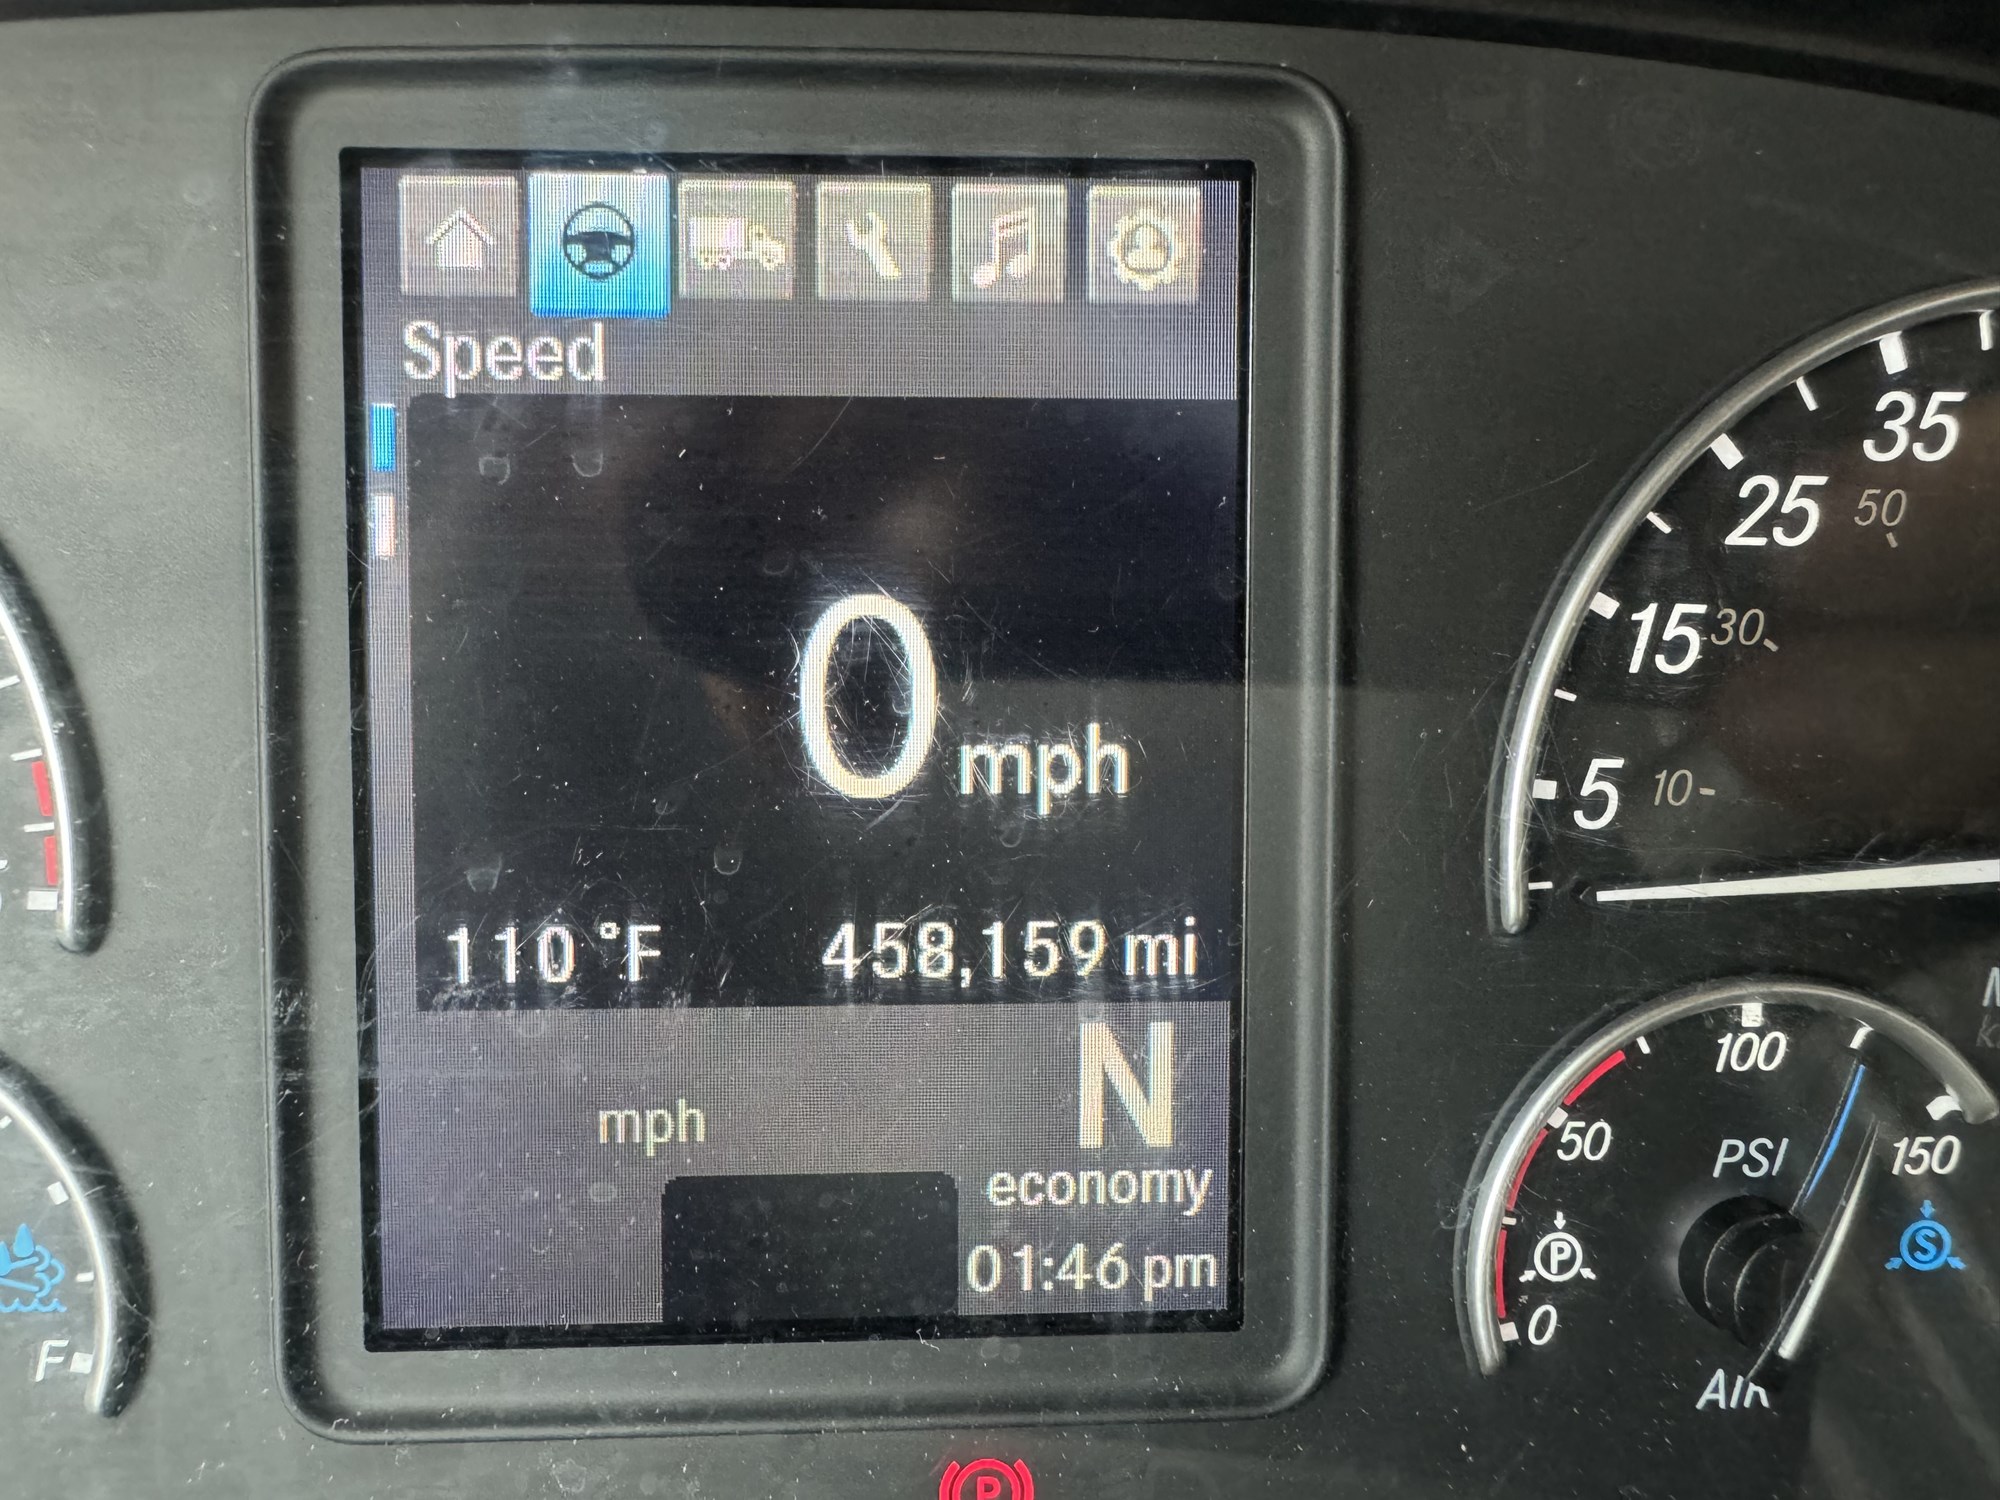 Speed
0 mph
110 °F 458,159 mi
N
mph
economy
01:46 pm
35
25 50
15 30
5 10
100
50
PSI 150
P
S
0
AIR
F
P